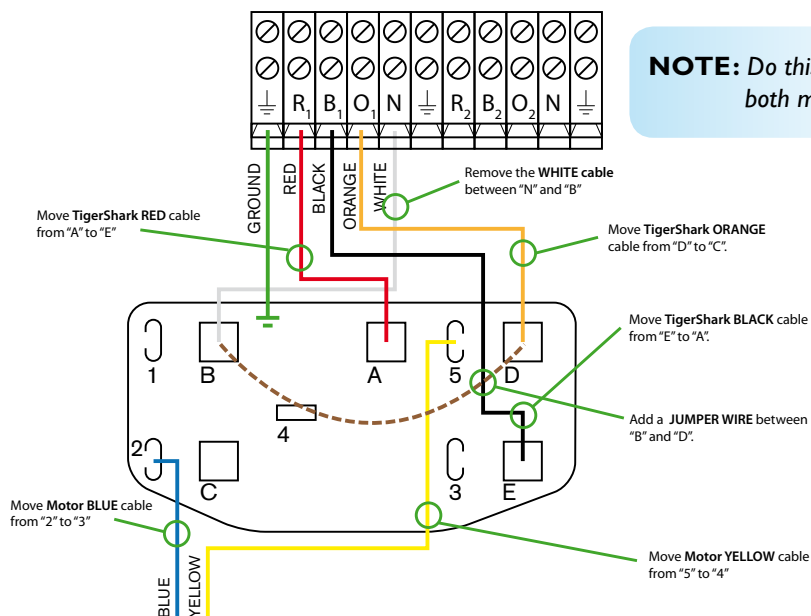 NOTE: Do this
both m
R1 B1 O1 N R2 B2 O2 N
GROUND
RED
BLACK
ORANGE
WHITE
Remove the WHITE cable
between “N” and “B”
Move TigerShark RED cable
from “A” to “E”
Move TigerShark ORANGE
cable from “D” to “C”.
Move TigerShark BLACK cable
from “E” to “A”.
1 B A 5 D
4
Add a JUMPER WIRE between
“B” and “D”.
2 C 3 E
Move Motor BLUE cable
from “2” to “3”
Move Motor YELLOW cable
from “5” to “4”
BLUE
YELLOW